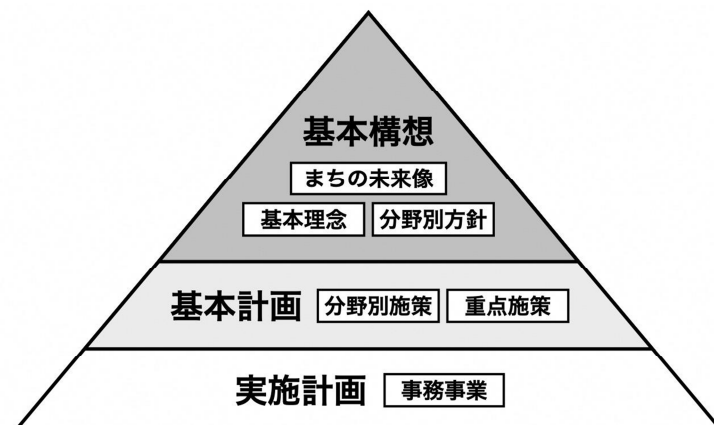 基本構想
まちの未来像
基本理念 分野別方針
基本計画 分野別施策 重点施策
実施計画 事務事業